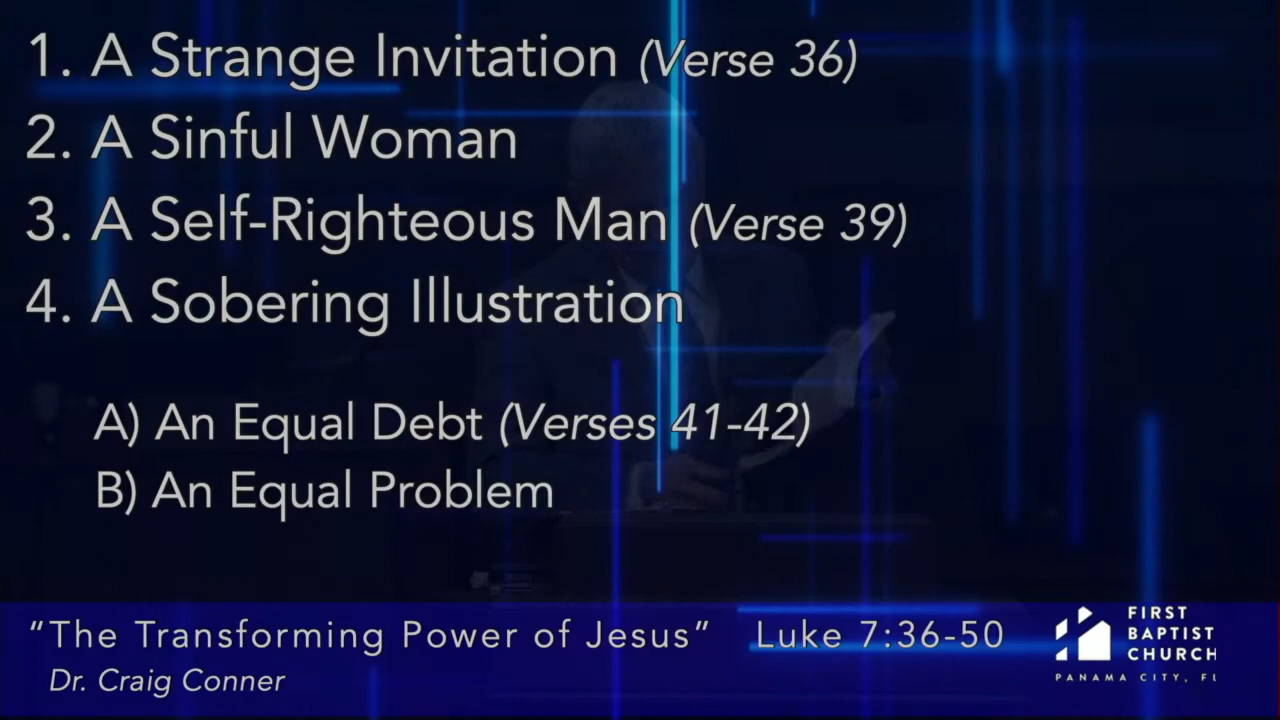 1. A Strange Invitation (Verse 36)
2. A Sinful Woman
3. A Self-Righteous Man (Verse 39)
4. A Sobering Illustration
A) An Equal Debt (Verses 41-42)
B) An Equal Problem
"The Transforming Power of Jesus" Luke 7:36-50
Dr. Craig Conner
FIRST
BAPTIST
CHURCH
PANAMA CITY, FL